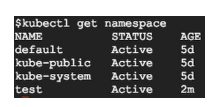 $kubectl get namespace
NAME STATUS AGE
default Active 5d
kube-public Active 5d
kube-system Active 5d
test Active 2m